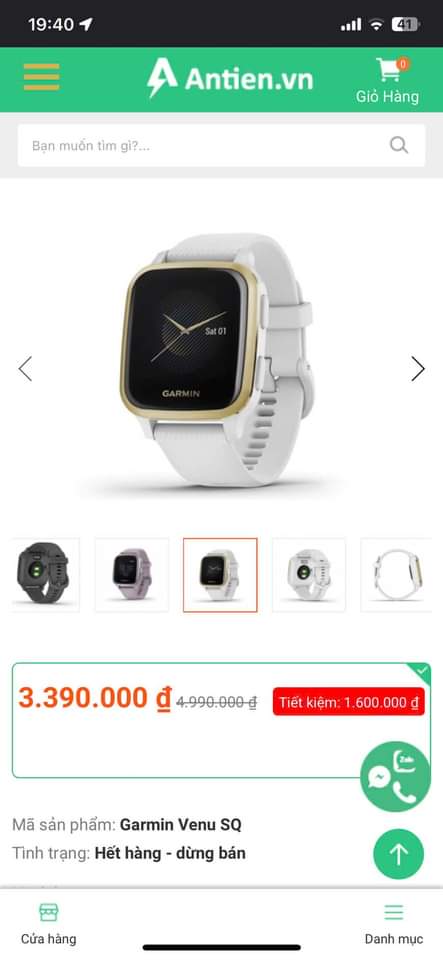 19:40
41
Antien.vn
0
Giỏ Hàng
Bạn muốn tìm gì?...
Sat 01
GARMIN
3.390.000 ₫ 4.990.000 ₫ Tiết kiệm: 1.600.000 ₫
Zalo
Mã sản phẩm: Garmin Venu SQ
Tình trạng: Hết hàng - dừng bán
Cửa hàng
Danh mục